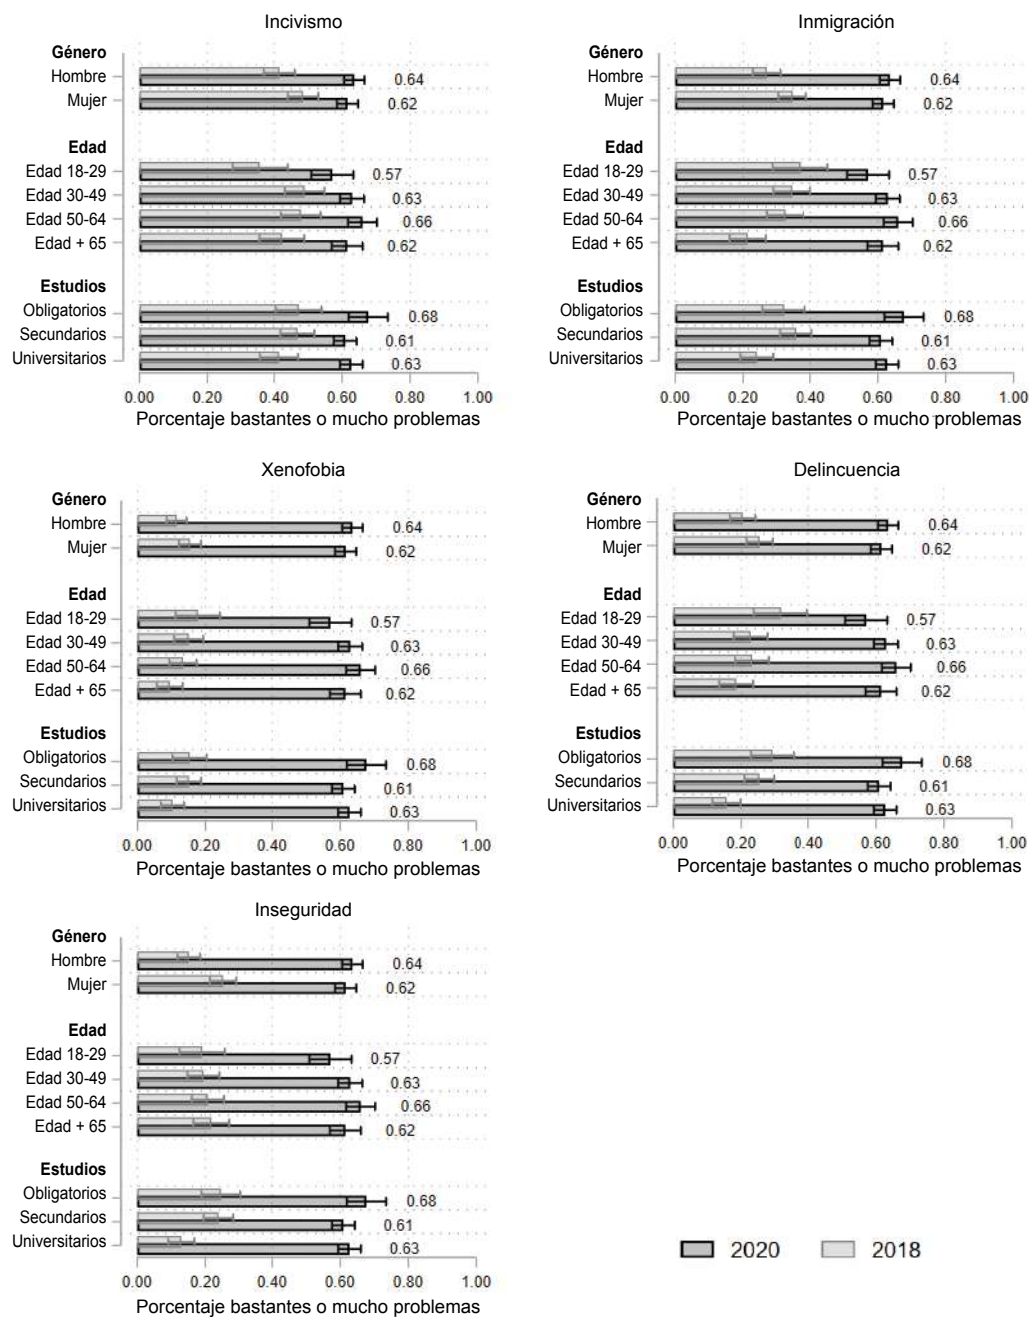 Incivismo
Género
Hombre 0.64
Mujer 0.62
Edad
Edad 18-29 0.57
Edad 30-49 0.63
Edad 50-64 0.66
Edad + 65 0.62
Estudios
Obligatorios 0.68
Secundarios 0.61
Universitarios 0.63
0.00 0.20 0.40 0.60 0.80 1.00
Porcentaje bastantes o mucho problemas
Inmigración
Género
Hombre 0.64
Mujer 0.62
Edad
Edad 18-29 0.57
Edad 30-49 0.63
Edad 50-64 0.66
Edad + 65 0.62
Estudios
Obligatorios 0.68
Secundarios 0.61
Universitarios 0.63
0.00 0.20 0.40 0.60 0.80 1.00
Porcentaje bastantes o mucho problemas
Xenofobia
Género
Hombre 0.64
Mujer 0.62
Edad
Edad 18-29 0.57
Edad 30-49 0.63
Edad 50-64 0.66
Edad + 65 0.62
Estudios
Obligatorios 0.68
Secundarios 0.61
Universitarios 0.63
0.00 0.20 0.40 0.60 0.80 1.00
Porcentaje bastantes o mucho problemas
Delincuencia
Género
Hombre 0.64
Mujer 0.62
Edad
Edad 18-29 0.57
Edad 30-49 0.63
Edad 50-64 0.66
Edad + 65 0.62
Estudios
Obligatorios 0.68
Secundarios 0.61
Universitarios 0.63
0.00 0.20 0.40 0.60 0.80 1.00
Porcentaje bastantes o mucho problemas
Inseguridad
Género
Hombre 0.64
Mujer 0.62
Edad
Edad 18-29 0.57
Edad 30-49 0.63
Edad 50-64 0.66
Edad + 65 0.62
Estudios
Obligatorios 0.68
Secundarios 0.61
Universitarios 0.63
0.00 0.20 0.40 0.60 0.80 1.00
Porcentaje bastantes o mucho problemas
2020 2018